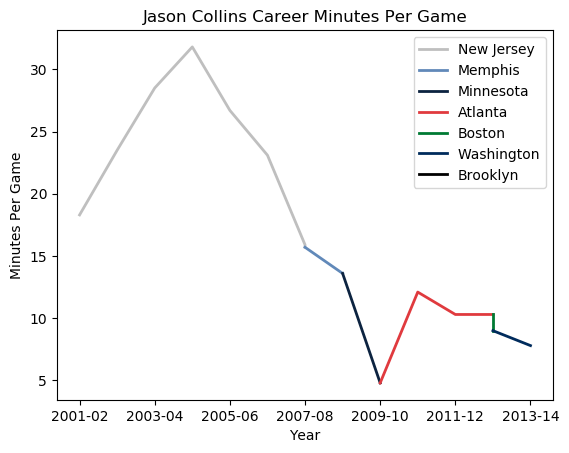 Jason Collins Career Minutes Per Game
New Jersey
Memphis
Minnesota
Atlanta
Boston
Washington
Brooklyn
Minutes Per Game
30
25
20
15
10
5
2001-02
2003-04
2005-06
2007-08
2009-10
2011-12
2013-14
Year